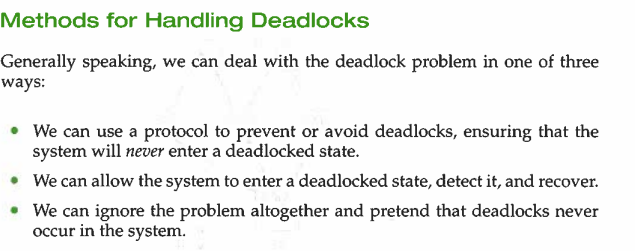 Methods for Handling Deadlocks
Generally speaking, we can deal with the deadlock problem in one of three
ways:
• We can use a protocol to prevent or avoid deadlocks, ensuring that the
system will never enter a deadlocked state.
• We can allow the system to enter a deadlocked state, detect it, and recover.
• We can ignore the problem altogether and pretend that deadlocks never
occur in the system.